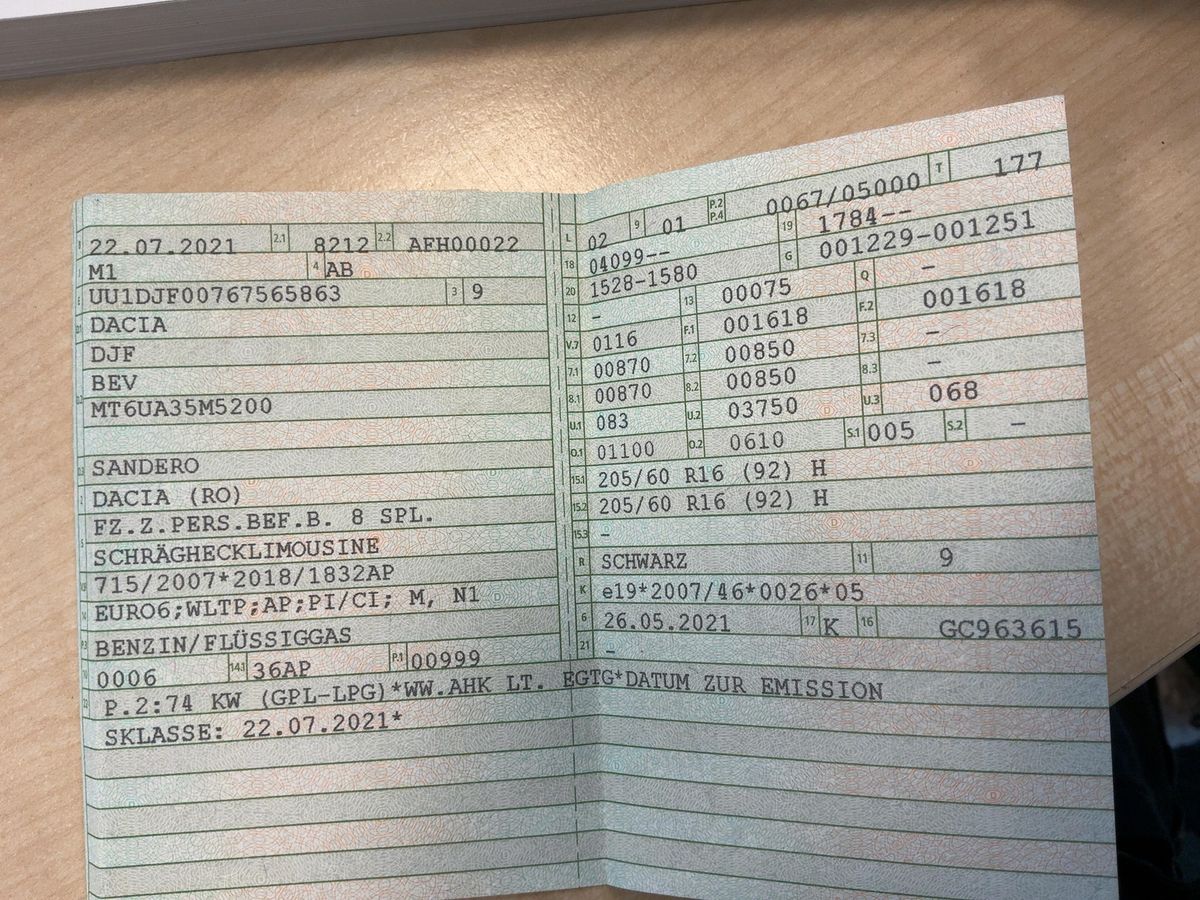 22.07.2021 2.1 8212 2.2 AFH00022
M1 4 AB
UU1DJF00767565863 3 9
DACIA
DJF
BEV
MT6UA35M5200
SANDERO
DACIA (RO)
FZ.Z.PERS.BEF.B. 8 SPL.
SCHRÄGHECKLIMOUSINE
715/2007*2018/1832AP
EURO6;WLTP;AP;PI/CI; M, N1
BENZIN/FLÜSSIGGAS
0006 14.1 36AP P.1 00999
L 02 9 01 P.2 P.4 0067/05000 T 177
18 04099-- 19 1784--
20 1528-1580 G 001229-001251
12 - 13 00075 Q -
V.7 0116 F.1 001618 F.2 001618
7.1 00870 7.2 00850 7.3 -
8.1 00870 8.2 00850 8.3 -
U.1 083 U.2 03750 U.3 068
O.1 01100 O.2 0610 S.1 005 S.2 -
15.1 205/60 R16 (92) H
15.2 205/60 R16 (92) H
15.3 -
R SCHWARZ 11 9
K e19*2007/46*0026*05
6 26.05.2021 17 K 16 GC963615
21 -
P.2:74 KW (GPL-LPG)*WW.AHK LT. EGTG*DATUM ZUR EMISSION
SKLASSE: 22.07.2021*